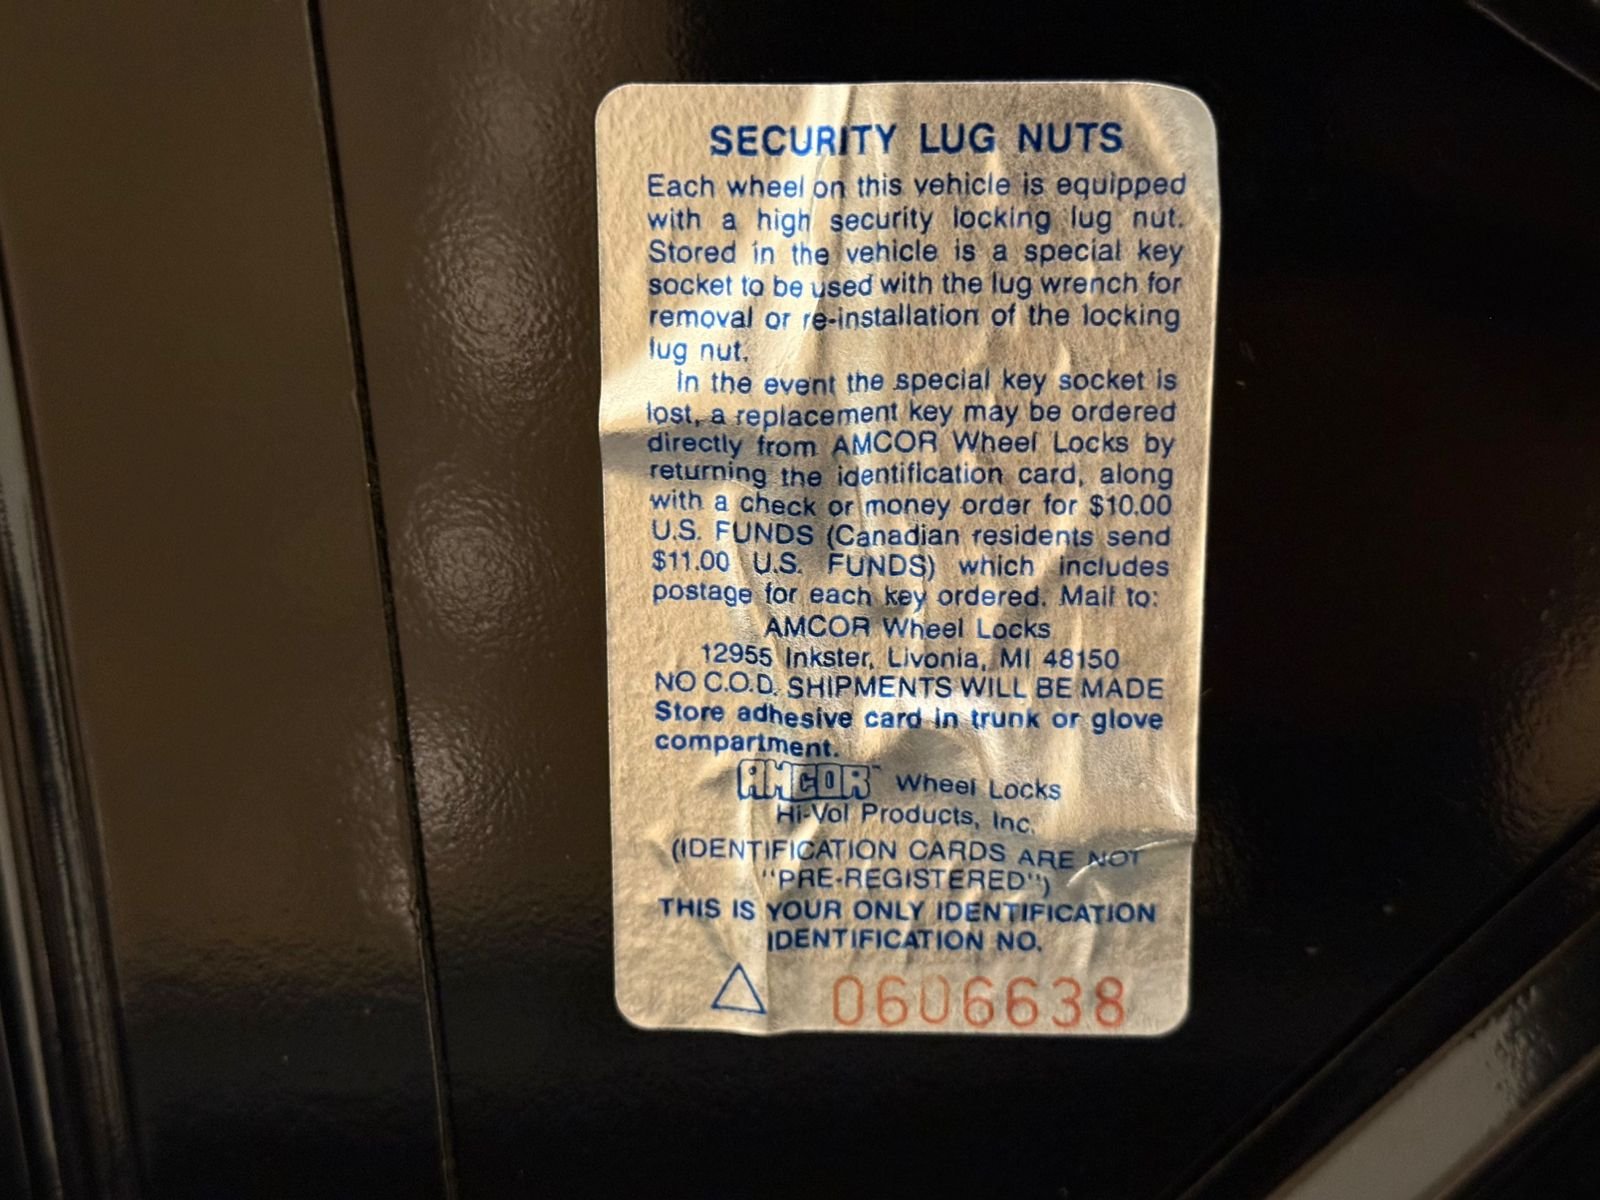 SECURITY LUG NUTS
Each wheel on this vehicle is equipped
with a high security locking lug nut.
Stored in the vehicle is a special key
socket to be used with the lug wrench for
removal or re-installation of the locking
lug nut.
In the event the special key socket is
lost, a replacement key may be ordered
directly from AMCOR Wheel Locks by
returning the identification card, along
with a check or money order for $10.00
U.S. FUNDS (Canadian residents send
$11.00 U.S. FUNDS) which includes
postage for each key ordered. Mail to:
AMCOR Wheel Locks
12955 Inkster, Livonia, MI 48150
NO C.O.D. SHIPMENTS WILL BE MADE
Store adhesive card in trunk or glove
compartment.
AMCOR™ Wheel Locks
Hi-Vol Products, Inc.
(IDENTIFICATION CARDS ARE NOT
"PRE-REGISTERED")
THIS IS YOUR ONLY IDENTIFICATION
IDENTIFICATION NO.
0606638